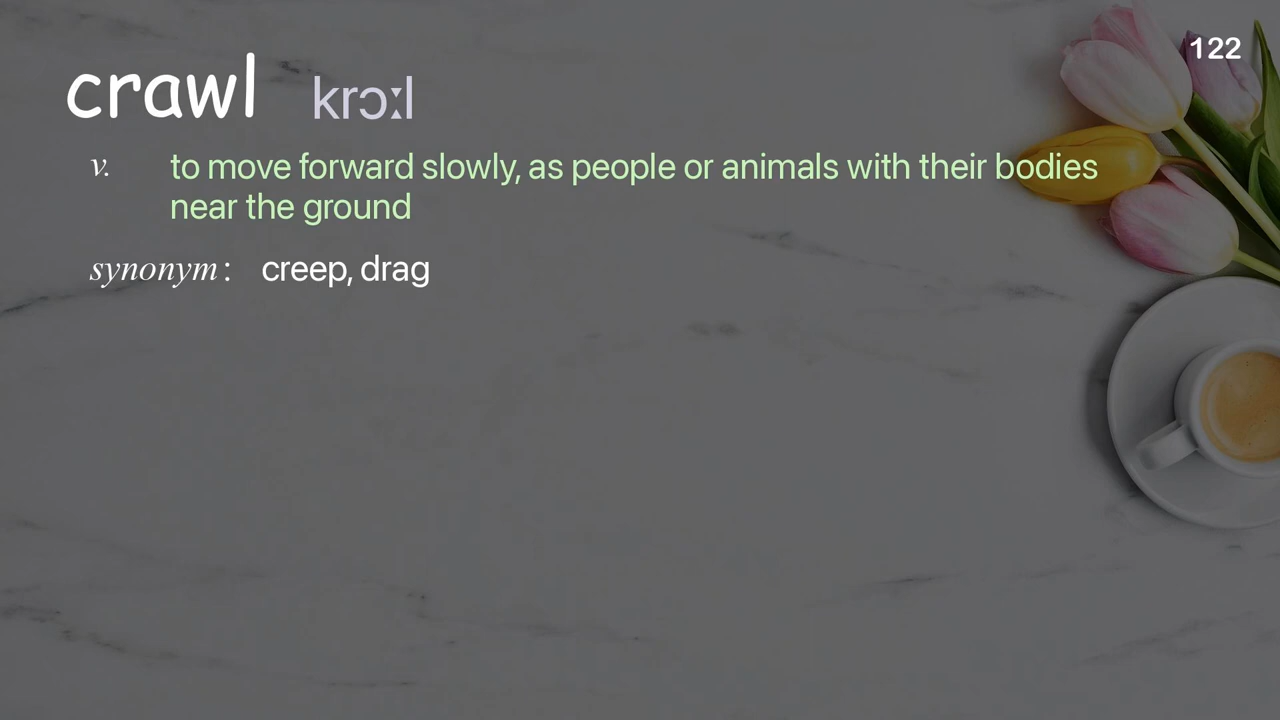 122
crawl krɔːl
v. to move forward slowly, as people or animals with their bodies
near the ground
synonym: creep, drag